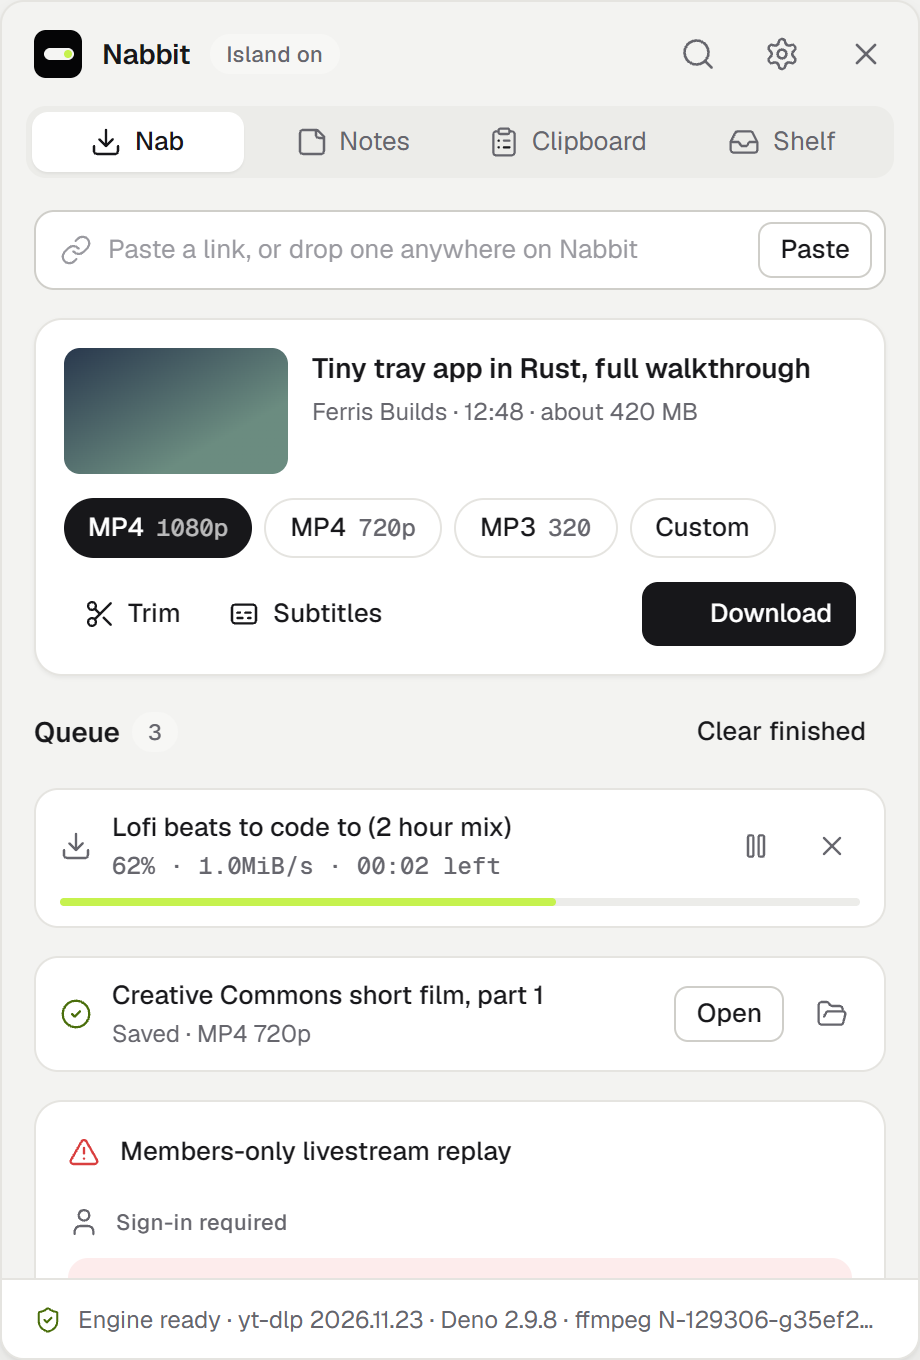 Nabbit Island on
Nab Notes Clipboard Shelf
Paste a link, or drop one anywhere on Nabbit Paste
Tiny tray app in Rust, full walkthrough
Ferris Builds · 12:48 · about 420 MB
MP4 1080p MP4 720p MP3 320 Custom
Trim Subtitles Download
Queue 3 Clear finished
Lofi beats to code to (2 hour mix)
62% · 1.0MiB/s · 00:02 left
Creative Commons short film, part 1
Saved · MP4 720p
Open
Members-only livestream replay
Sign-in required
Engine ready · yt-dlp 2026.11.23 · Deno 2.9.8 · ffmpeg N-129306-g35ef2...